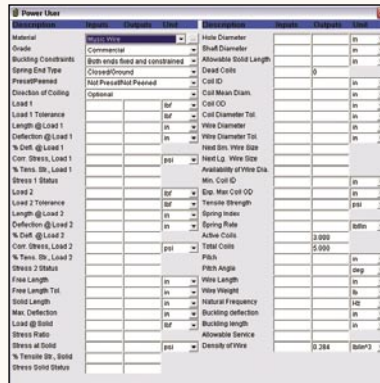 Power User
Description Inputs Outputs Unit
Material Music Wire ...
Grade Commercial
Buckling Constraints Both ends fixed and constrained
Spring End Type Closed/Ground
Preset/Peened Not Preset/Not Peened
Direction of Coiling Optional
Load 1 lbf
Load 1 Tolerance lbf
Length @ Load 1 in
Deflection @ Load 1 in
% Defl. @ Load 1
Corr. Stress, Load 1 psi
% Tens. Str., Load 1
Stress 1 Status
Load 2 lbf
Load 2 Tolerance lbf
Length @ Load 2 in
Deflection @ Load 2 in
% Defl. @ Load 2
Corr. Stress, Load 2 psi
% Tens. Str., Load 2
Stress 2 Status
Free Length in
Free Length Tol. in
Solid Length in
Max. Deflection in
Load @ Solid lbf
Stress Ratio
Stress at Solid psi
% Tensile Str., Solid
Stress Solid Status
Description Inputs Outputs Unit
Hole Diameter in
Shaft Diameter in
Allowable Solid Length in
Dead Coils 0
Coil ID in
Coil Mean Diam. in
Coil OD in
Coil Diameter Tol. in
Wire Diameter in
Wire Diameter Tol. in
Next Sm. Wire Size
Next Lg. Wire Size
Availability of Wire Dia.
Min. Coil ID in
Exp. Max Coil OD in
Tensile Strength psi
Spring Index
Spring Rate lb/in
Active Coils 3.000
Total Coils 5.000
Pitch in
Pitch Angle deg
Wire Length in
Wire Weight lb
Natural Frequency Hz
Buckling deflection in
Buckling length in
Allowable Service
Density of Wire 0.284 lb/in^3